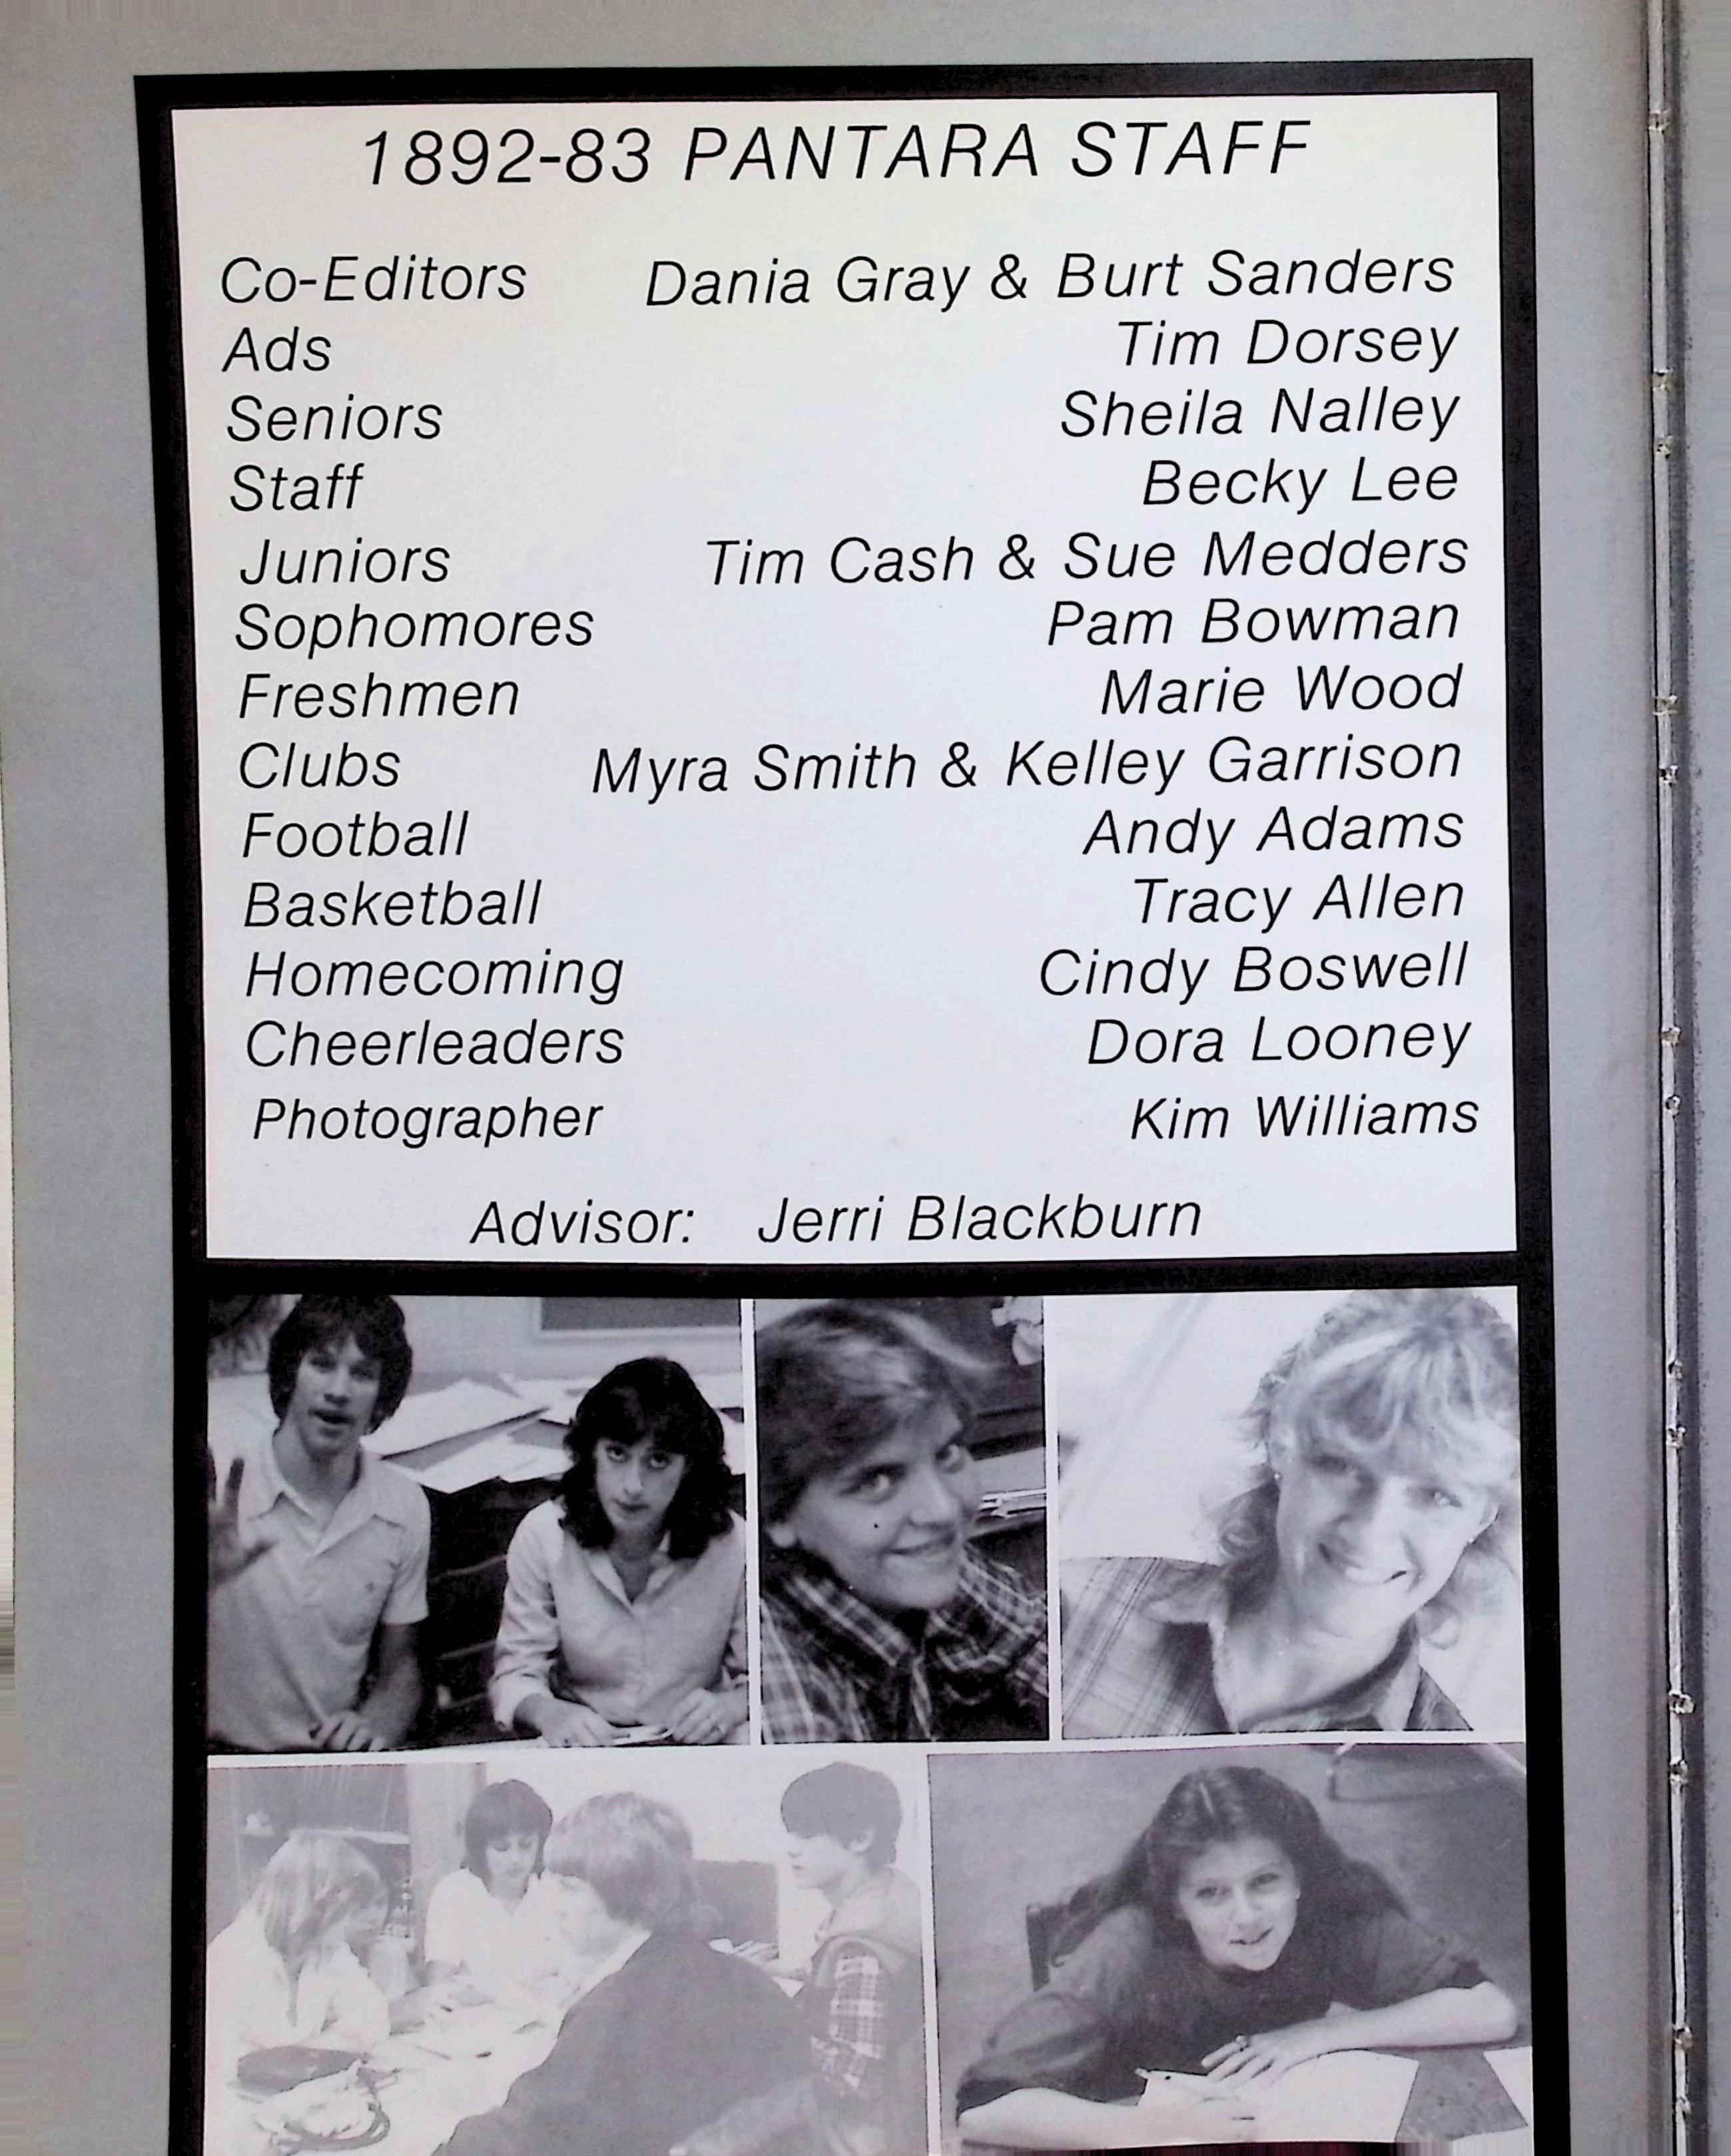 1892-83 PANTARA STAFF
Co-Editors Dania Gray & Burt Sanders
Ads Tim Dorsey
Seniors Sheila Nalley
Staff Becky Lee
Juniors Tim Cash & Sue Medders
Sophomores Pam Bowman
Freshmen Marie Wood
Clubs Myra Smith & Kelley Garrison
Football Andy Adams
Basketball Tracy Allen
Homecoming Cindy Boswell
Cheerleaders Dora Looney
Photographer Kim Williams
Advisor: Jerri Blackburn